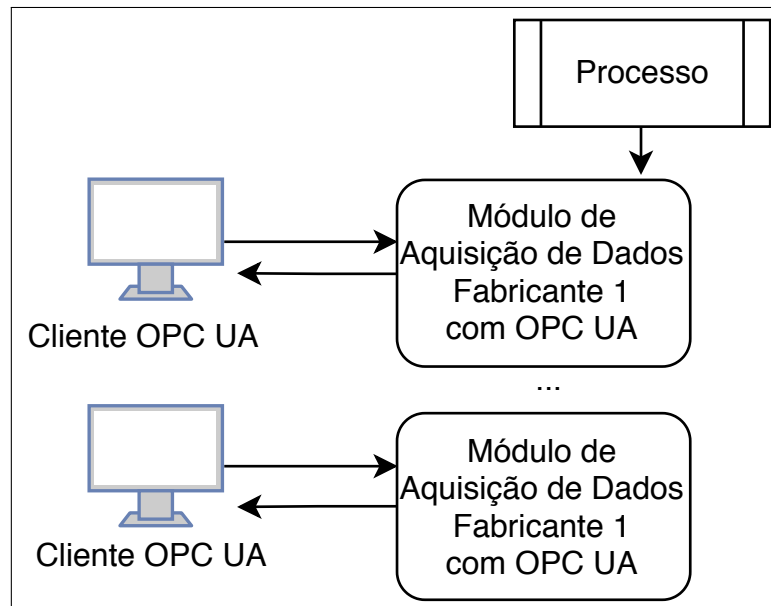 Processo
Módulo de
Aquisição de Dados
Fabricante 1
com OPC UA
Cliente OPC UA
...
Módulo de
Aquisição de Dados
Fabricante 1
com OPC UA
Cliente OPC UA